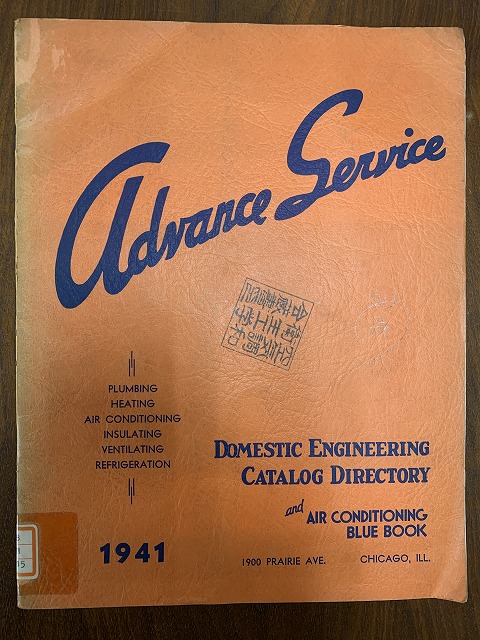 Advance Service
PLUMBING
HEATING
AIR CONDITIONING
INSULATING
VENTILATING
REFRIGERATION
DOMESTIC ENGINEERING
CATALOG DIRECTORY
and AIR CONDITIONING
BLUE BOOK
1941
1900 PRAIRIE AVE. CHICAGO, ILL.
15